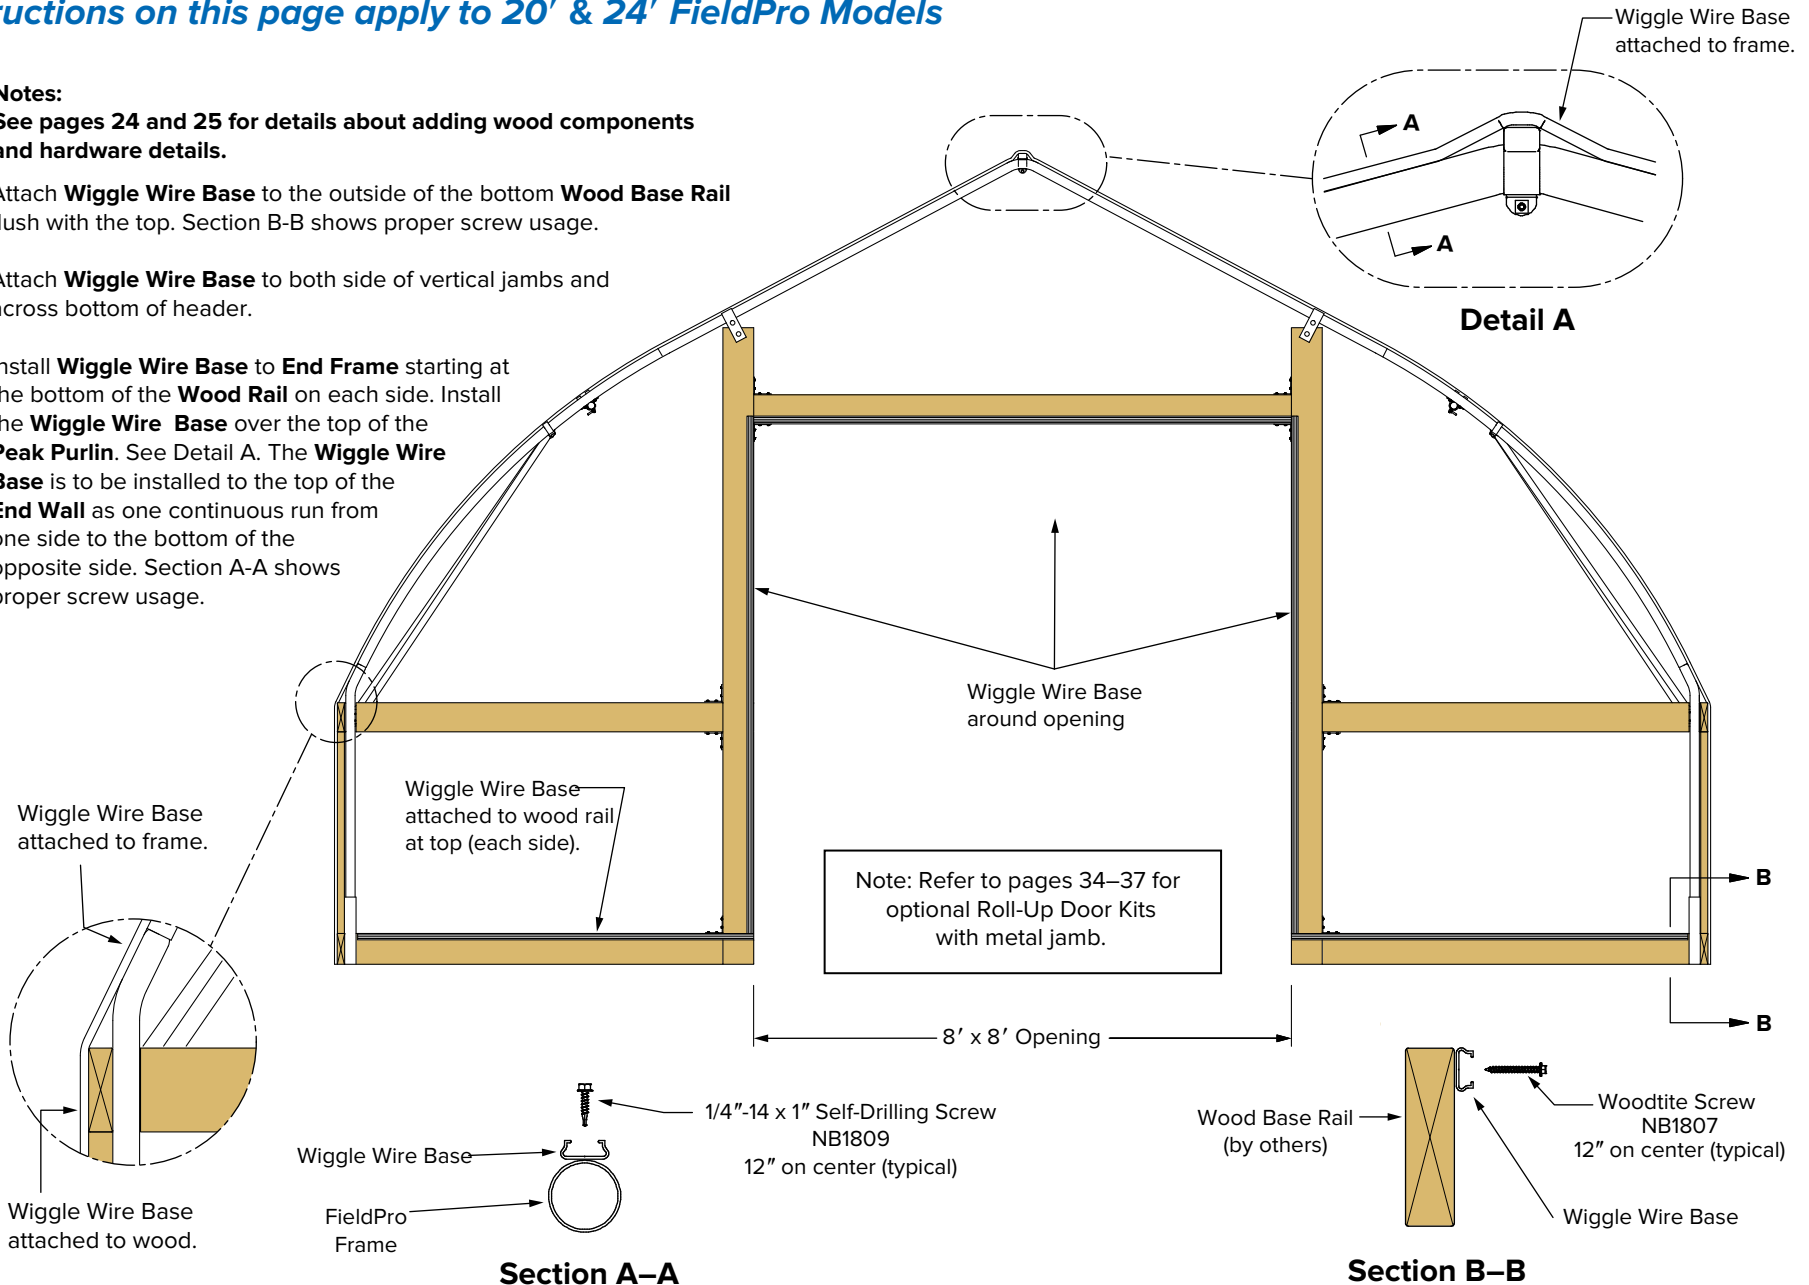 ructions on this page apply to 20′ & 24′ FieldPro Models
Notes:
See pages 24 and 25 for details about adding wood components
and hardware details.
Attach Wiggle Wire Base to the outside of the bottom Wood Base Rail
flush with the top. Section B-B shows proper screw usage.
Attach Wiggle Wire Base to both side of vertical jambs and
across bottom of header.
Install Wiggle Wire Base to End Frame starting at
the bottom of the Wood Rail on each side. Install
the Wiggle Wire Base over the top of the
Peak Purlin. See Detail A. The Wiggle Wire
Base is to be installed to the top of the
End Wall as one continuous run from
one side to the bottom of the
opposite side. Section A-A shows
proper screw usage.
Wiggle Wire Base
attached to frame.
A
A
Detail A
Wiggle Wire Base
around opening
Wiggle Wire Base
attached to wood rail
at top (each side).
Wiggle Wire Base
attached to frame.
Note: Refer to pages 34–37 for
optional Roll-Up Door Kits
with metal jamb.
B
B
8′ x 8′ Opening
Wiggle Wire Base
attached to wood.
1/4″-14 x 1″ Self-Drilling Screw
NB1809
12″ on center (typical)
Wiggle Wire Base
FieldPro
Frame
Section A–A
Wood Base Rail
(by others)
Woodtite Screw
NB1807
12″ on center (typical)
Wiggle Wire Base
Section B–B